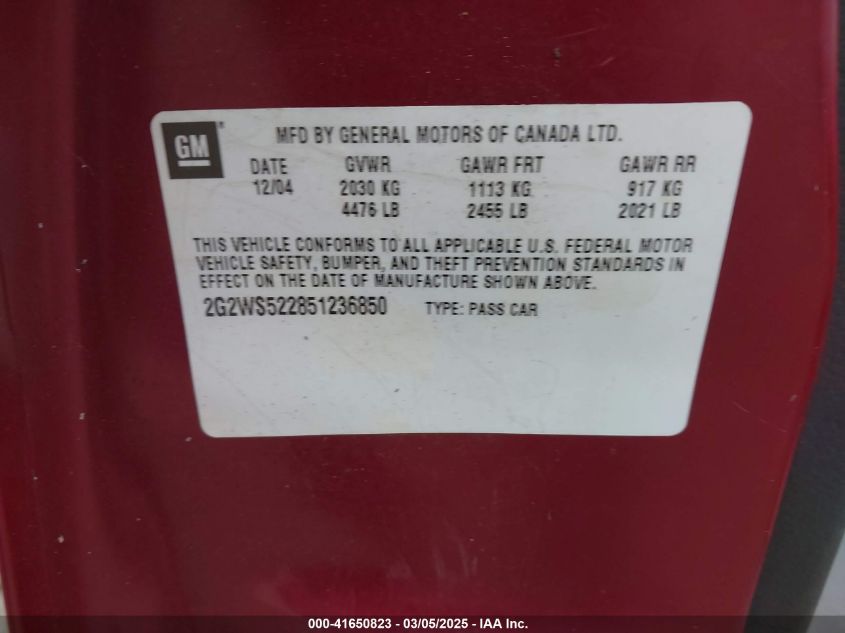 GM
MFD BY GENERAL MOTORS OF CANADA LTD.
DATE GVWR GAWR FRT GAWR RR
12/04 2030 KG 1113 KG 917 KG
4476 LB 2455 LB 2021 LB
THIS VEHICLE CONFORMS TO ALL APPLICABLE U.S. FEDERAL MOTOR
VEHICLE SAFETY, BUMPER, AND THEFT PREVENTION STANDARDS IN
EFFECT ON THE DATE OF MANUFACTURE SHOWN ABOVE.
2G2WS522851236850 TYPE: PASS CAR
000-41650823 / 03/05/2025 - IAA Inc.